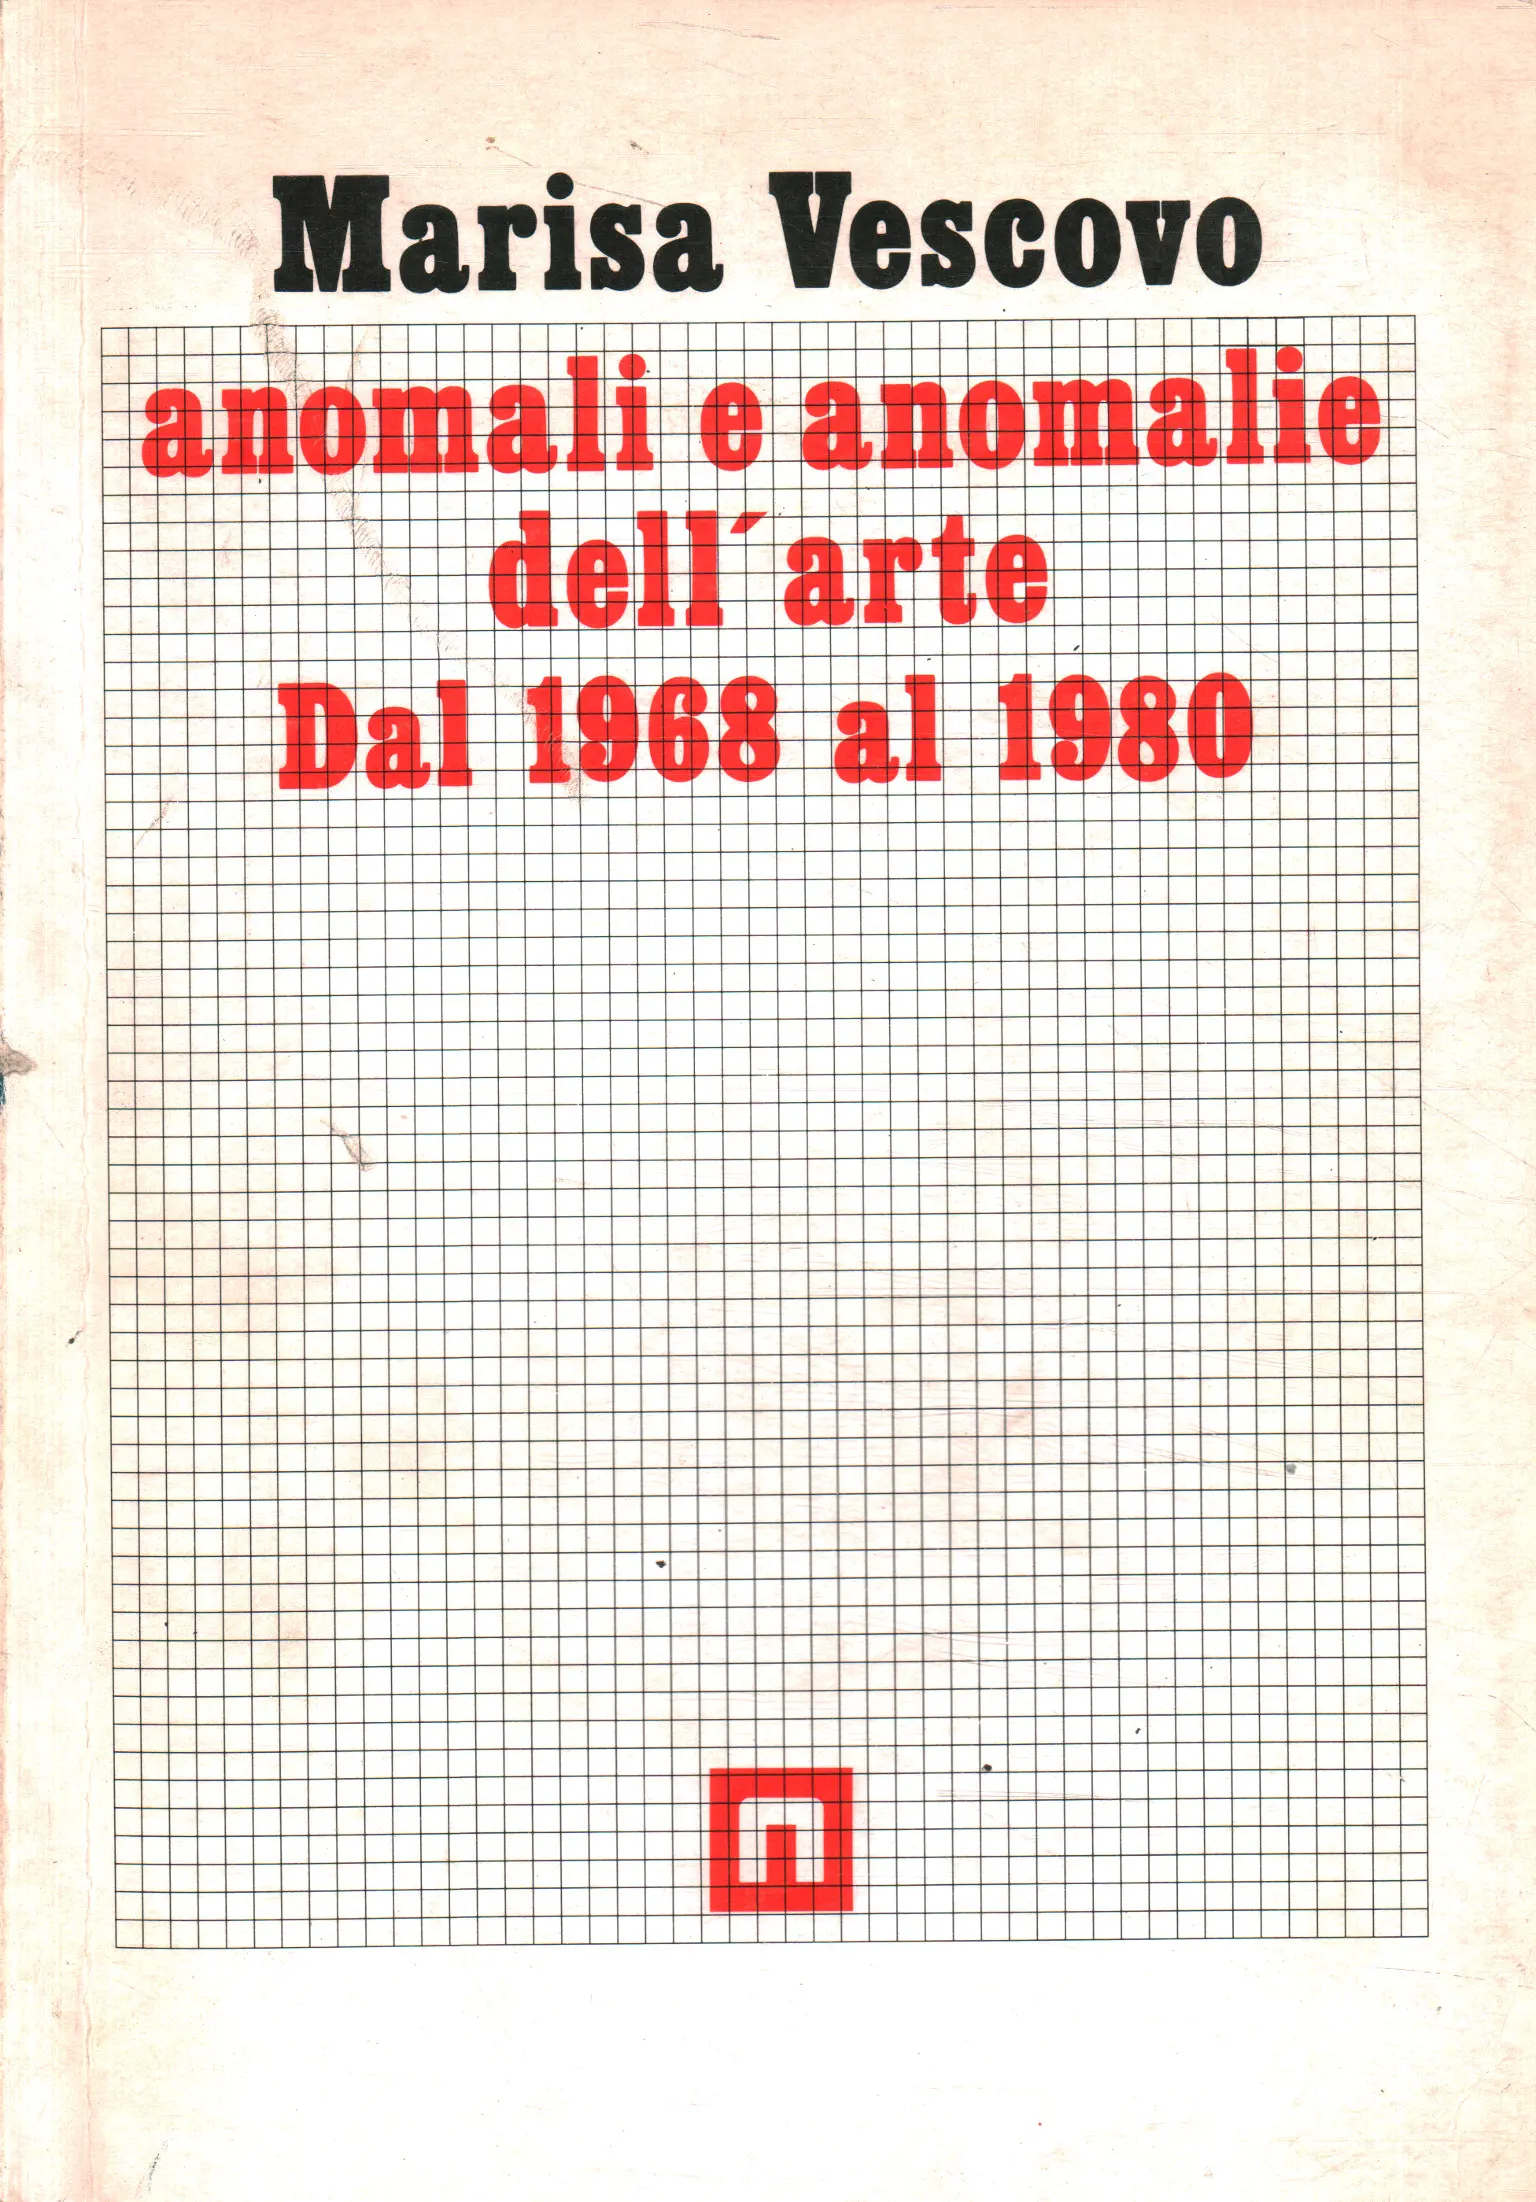 Marisa Vescovo
anomali e anomalie
dell'arte
Dal 1968 al 1980